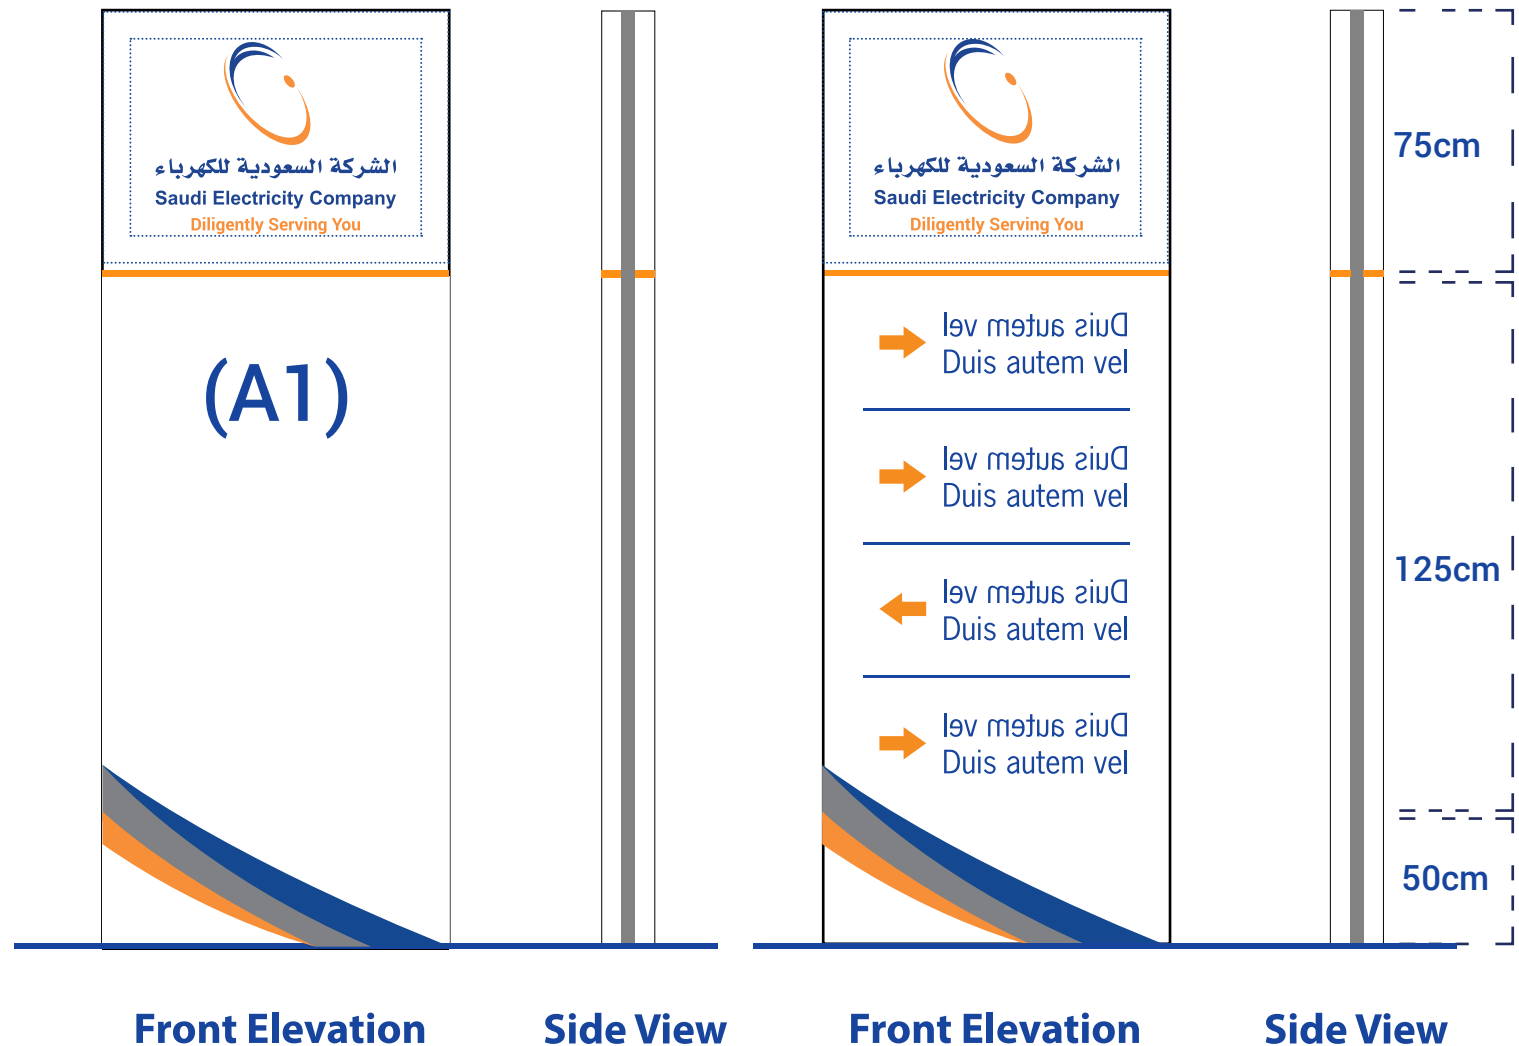 الشركة السعودية للكهرباء
Saudi Electricity Company
Diligently Serving You
(A1)
Front Elevation
Side View
الشركة السعودية للكهرباء
Saudi Electricity Company
Diligently Serving You
Duis autem vel
Duis autem vel
Duis autem vel
Duis autem vel
Duis autem vel
Duis autem vel
Duis autem vel
Duis autem vel
Front Elevation
75cm
125cm
50cm
Side View